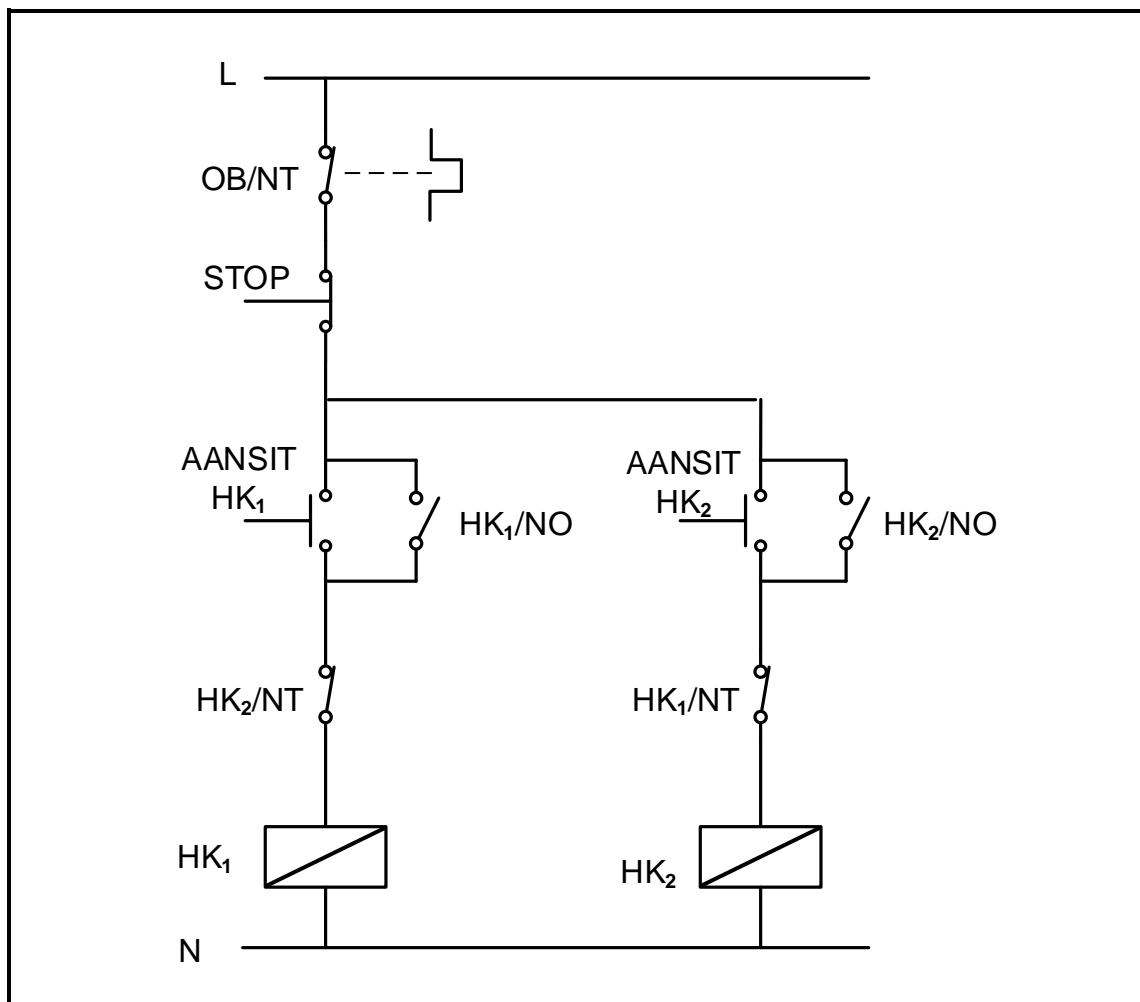 L
OB/NT
STOP
AANSIT
HK₁
HK₁/NO
AANSIT
HK₂
HK₂/NO
HK₂/NT
HK₁/NT
HK₁
HK₂
N